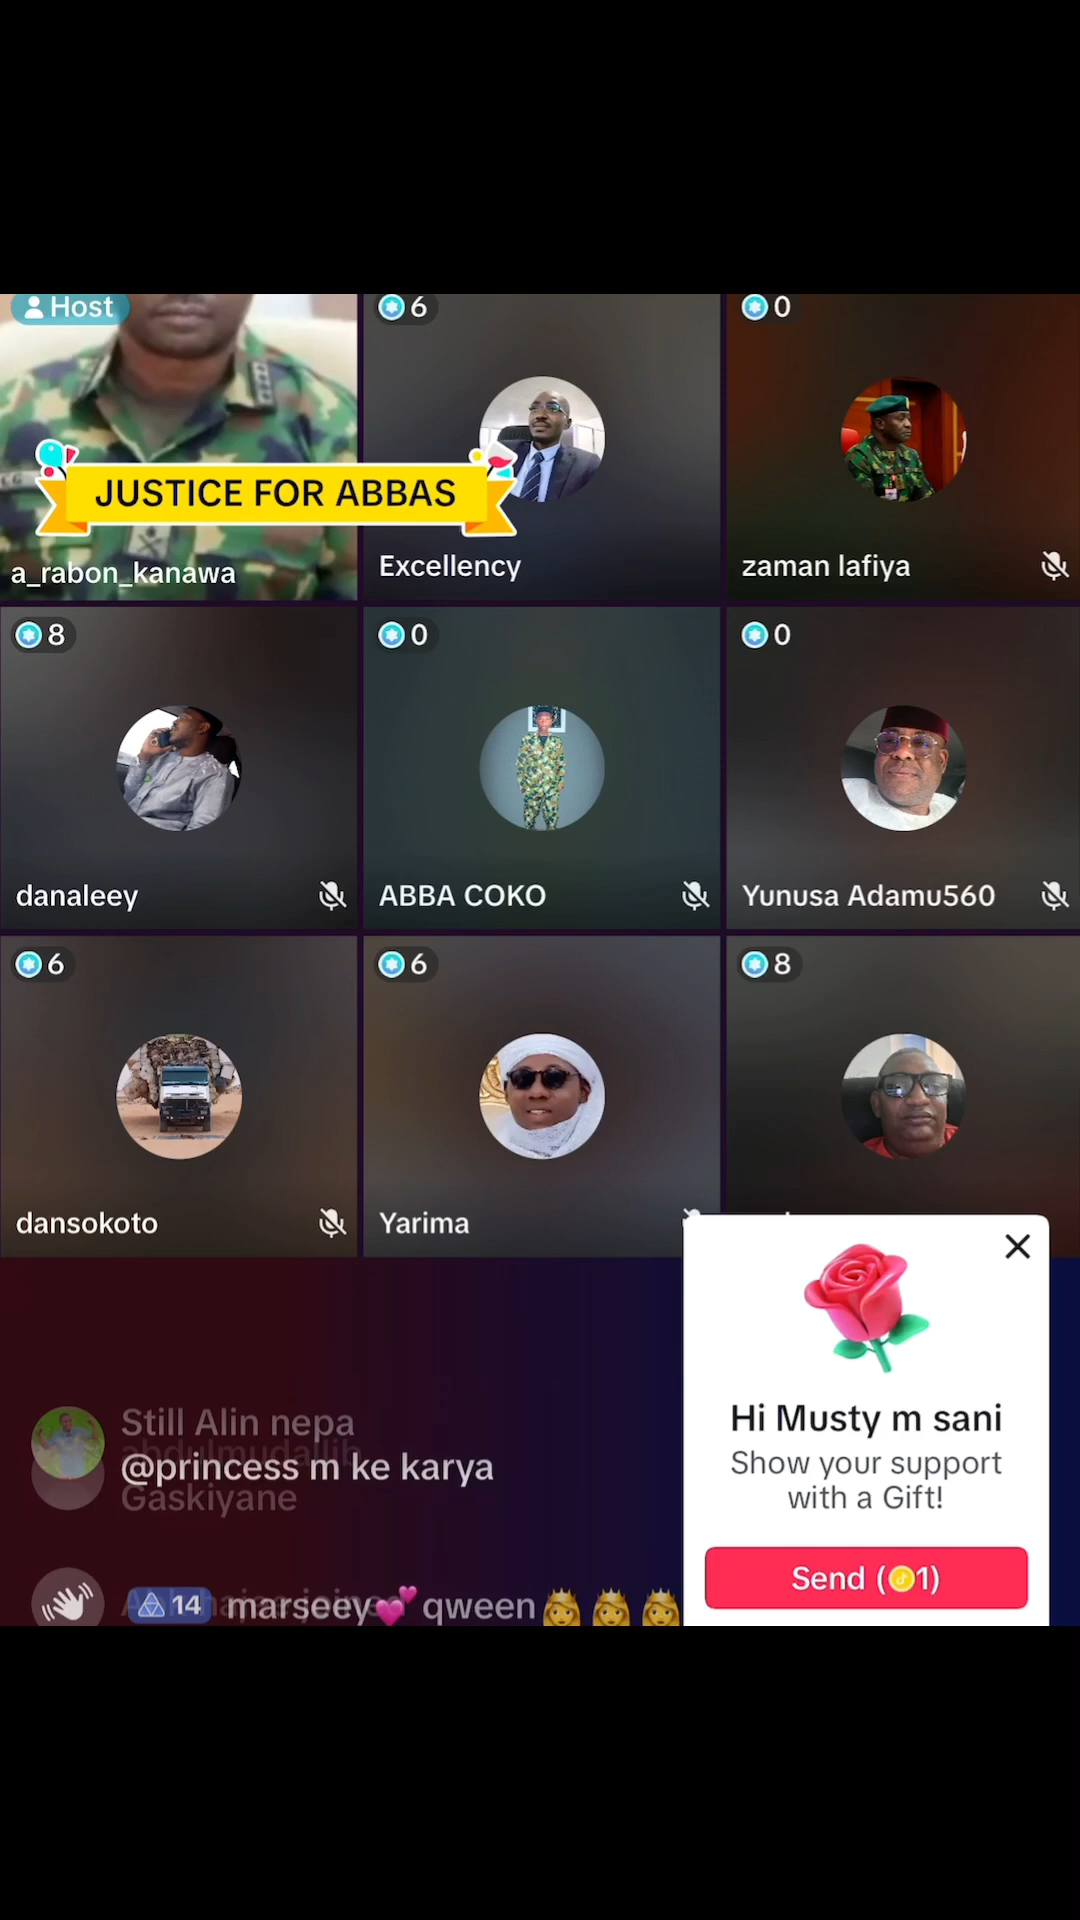 Host
6
0
JUSTICE FOR ABBAS
a_rabon_kanawa
Excellency
zaman lafiya
8
0
0
danaleey
ABBA COKO
Yunusa Adamu560
6
6
8
dansokoto
Yarima
Hi Musty m sani
Show your support
with a Gift!
Send (1)
Still Alin nepa
abdulmudallib
@princess m ke karya
Gaskiyane
14 marseey💕 qween👸👸👸